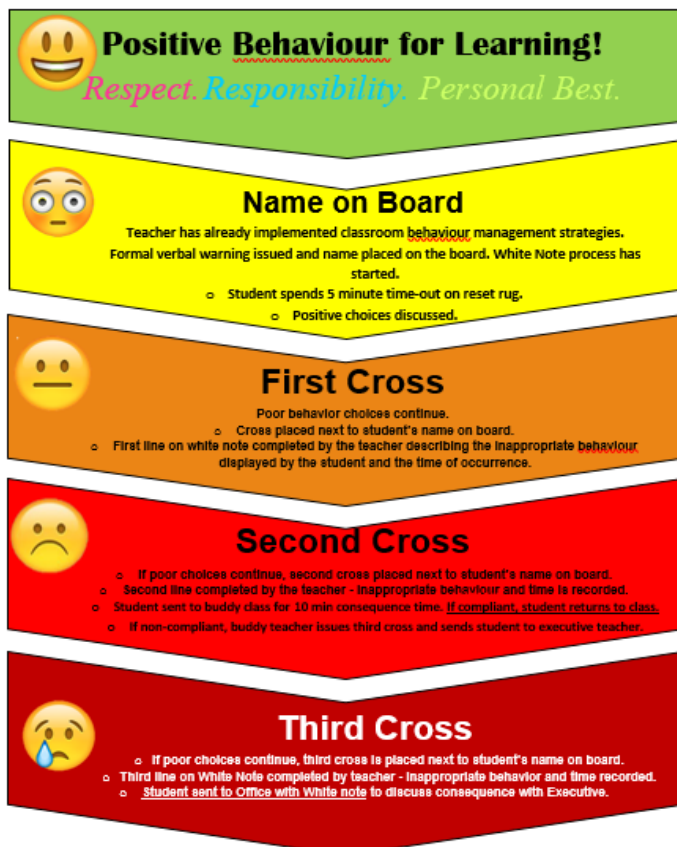 Positive Behaviour for Learning!
Respect. Responsibility. Personal Best.
Name on Board
Teacher has already implemented classroom behaviour management strategies.
Formal verbal warning issued and name placed on the board. White Note process has
started.
o Student spends 5 minute time-out on reset rug.
o Positive choices discussed.
First Cross
Poor behavior choices continue.
o Cross placed next to student's name on board.
o First line on white note completed by the teacher describing the inappropriate behaviour
displayed by the student and the time of occurrence.
Second Cross
o If poor choices continue, second cross placed next to student's name on board.
o Second line completed by the teacher - inappropriate behaviour and time is recorded.
o Student sent to buddy class for 10 min consequence time. If compliant, student returns to class.
o If non-compliant, buddy teacher issues third cross and sends student to executive teacher.
Third Cross
o If poor choices continue, third cross is placed next to student's name on board.
o Third line on White Note completed by teacher - inappropriate behavior and time recorded.
o Student sent to Office with White note to discuss consequence with Executive.